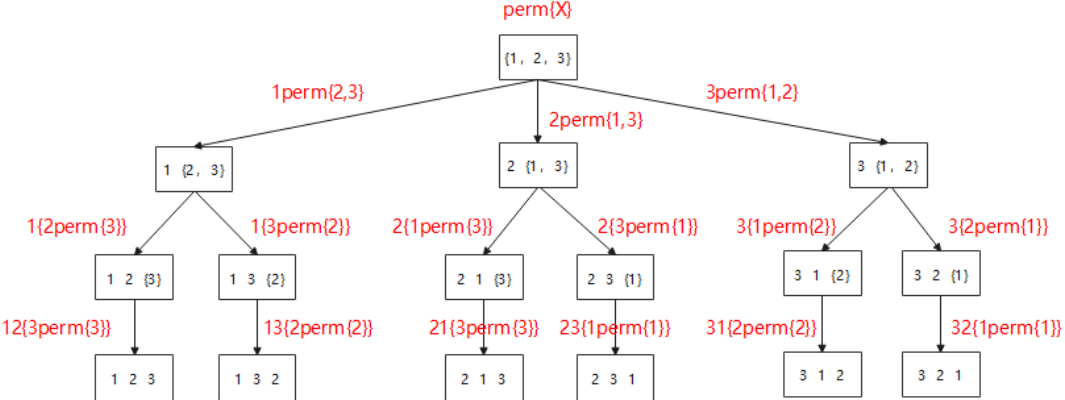 perm{X}
{1, 2, 3}
1perm{2,3}
3perm{1,2}
2perm{1,3}
1 {2, 3}
2 {1, 3}
3 {1, 2}
1{2perm{3}}
1{3perm{2}}
2{1perm{3}}
2{3perm{1}}
3{1perm{2}}
3{2perm{1}}
1 2 {3}
1 3 {2}
2 1 {3}
2 3 {1}
3 1 {2}
3 2 {1}
12{3perm{3}}
13{2perm{2}}
21{3perm{3}}
23{1perm{1}}
31{2perm{2}}
32{1perm{1}}
1 2 3
1 3 2
2 1 3
2 3 1
3 1 2
3 2 1